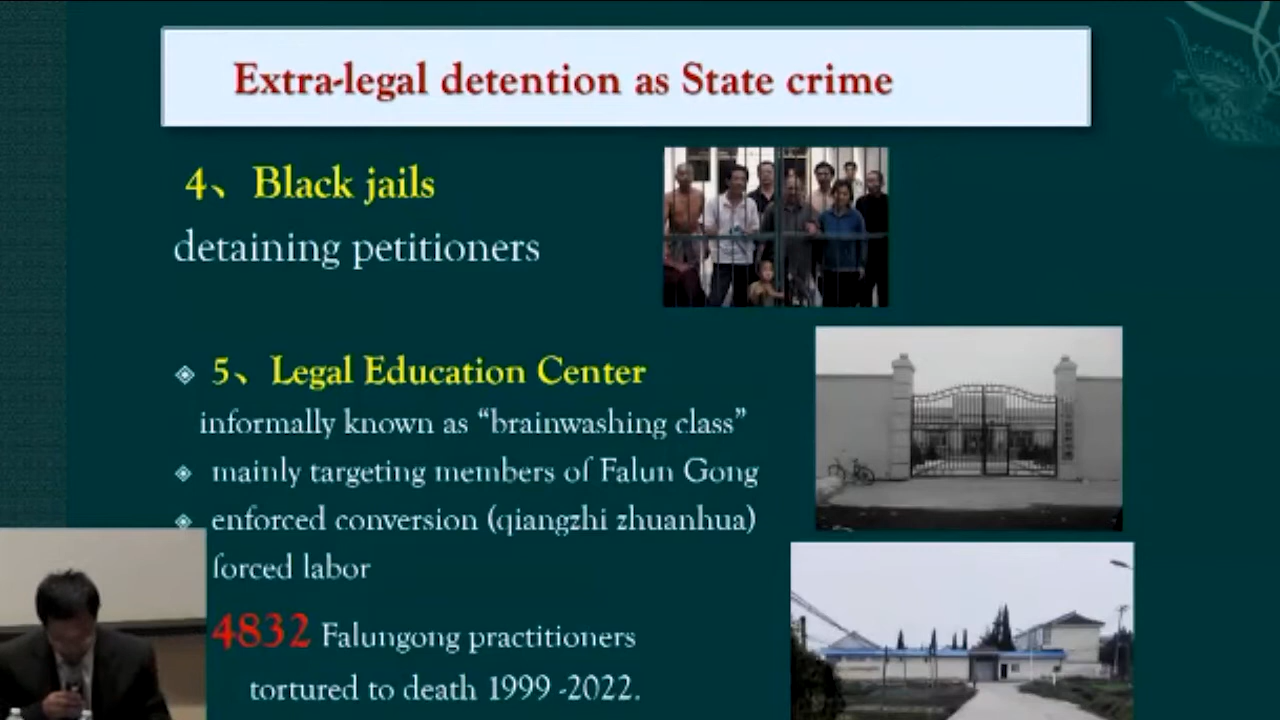 Extra-legal detention as State crime
4、Black jails
detaining petitioners
5、Legal Education Center
informally known as “brainwashing class”
mainly targeting members of Falun Gong
enforced conversion (qiangzhi zhuanhua)
forced labor
4832 Falungong practitioners
tortured to death 1999 -2022.